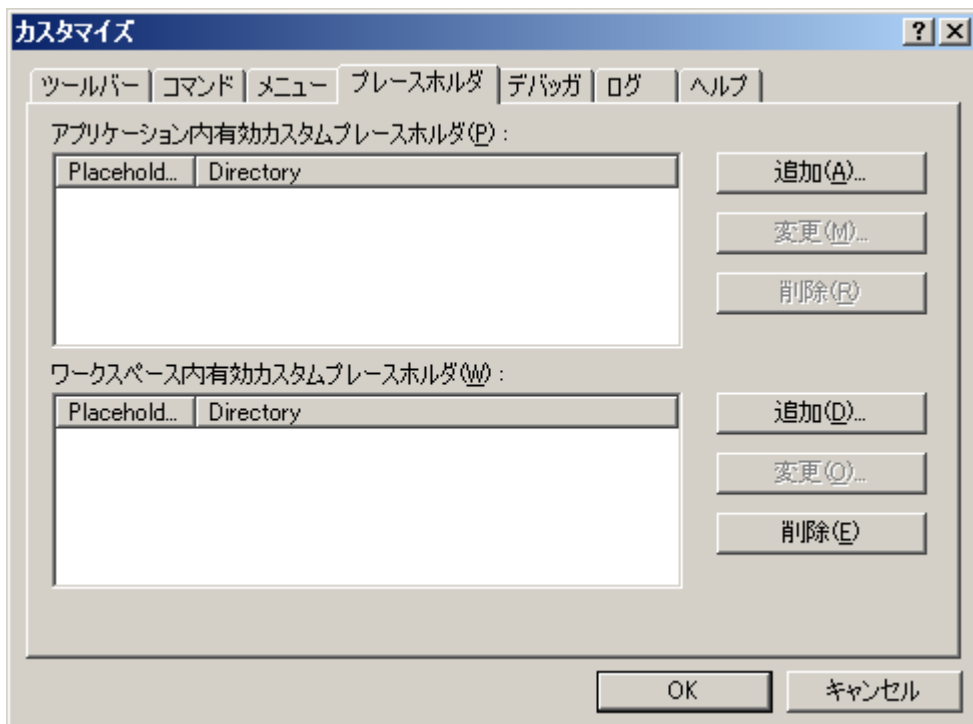 カスタマイズ
ツールバー コマンド メニュー プレースホルダ デバッガ ログ ヘルプ
アプリケーション内有効カスタムプレースホルダ(P) :
Placehold... Directory
追加(A)...
変更(M)...
削除(R)
ワークスペース内有効カスタムプレースホルダ(W) :
Placehold... Directory
追加(D)...
変更(O)...
削除(E)
OK キャンセル